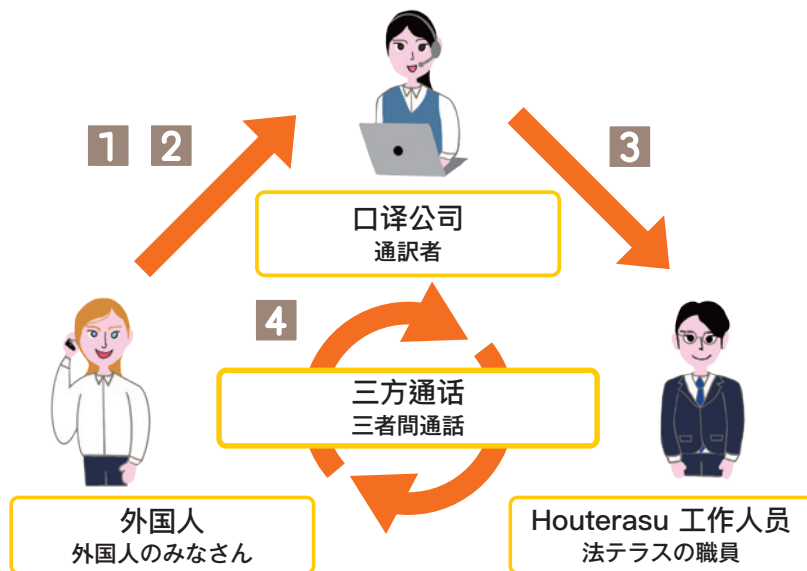 1 2
3
口译公司
通訳者
4
三方通话
三者間通話
外国人
外国人のみなさん
Houterasu 工作人员
法テラスの職員